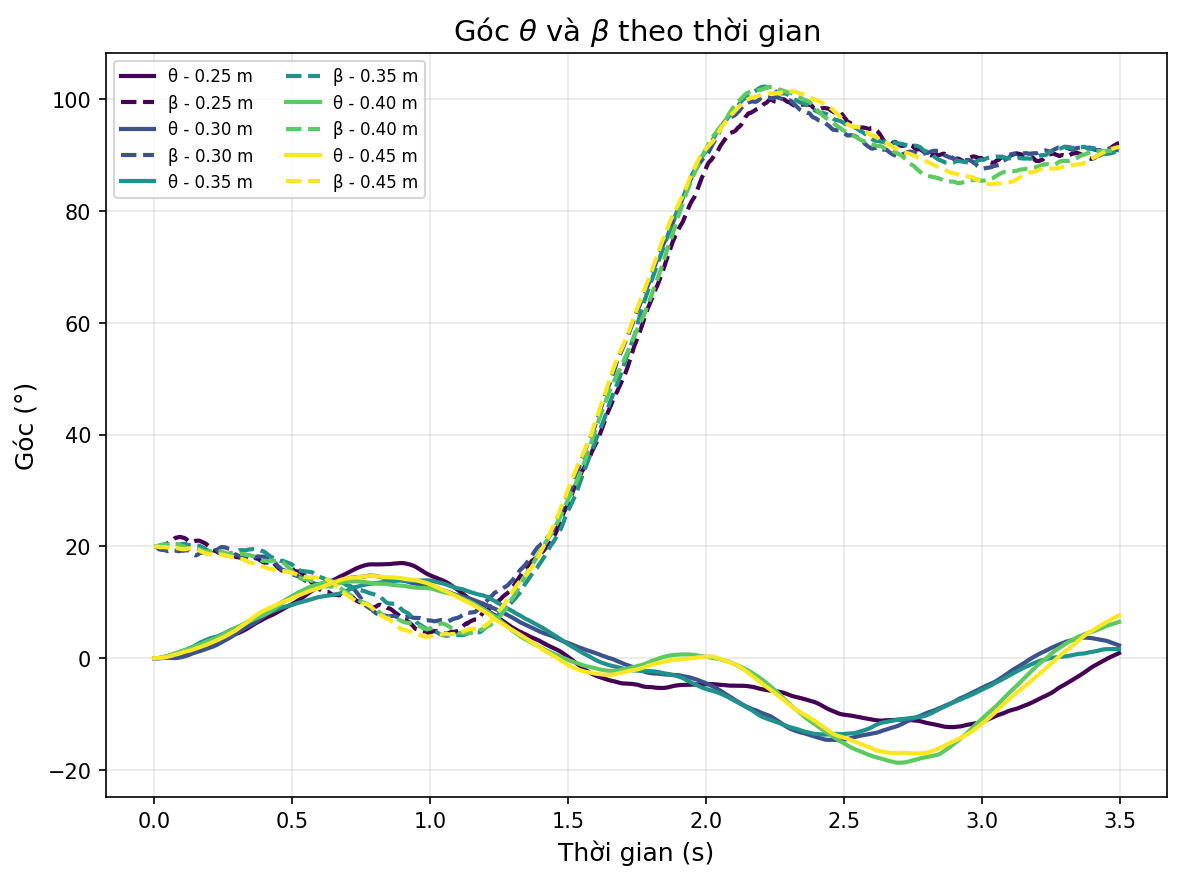 Góc θ và β theo thời gian
θ - 0.25 m
β - 0.25 m
θ - 0.30 m
β - 0.30 m
θ - 0.35 m
β - 0.35 m
θ - 0.40 m
β - 0.40 m
θ - 0.45 m
β - 0.45 m
Góc (°)
100
80
60
40
20
0
−20
0.0 0.5 1.0 1.5 2.0 2.5 3.0 3.5
Thời gian (s)